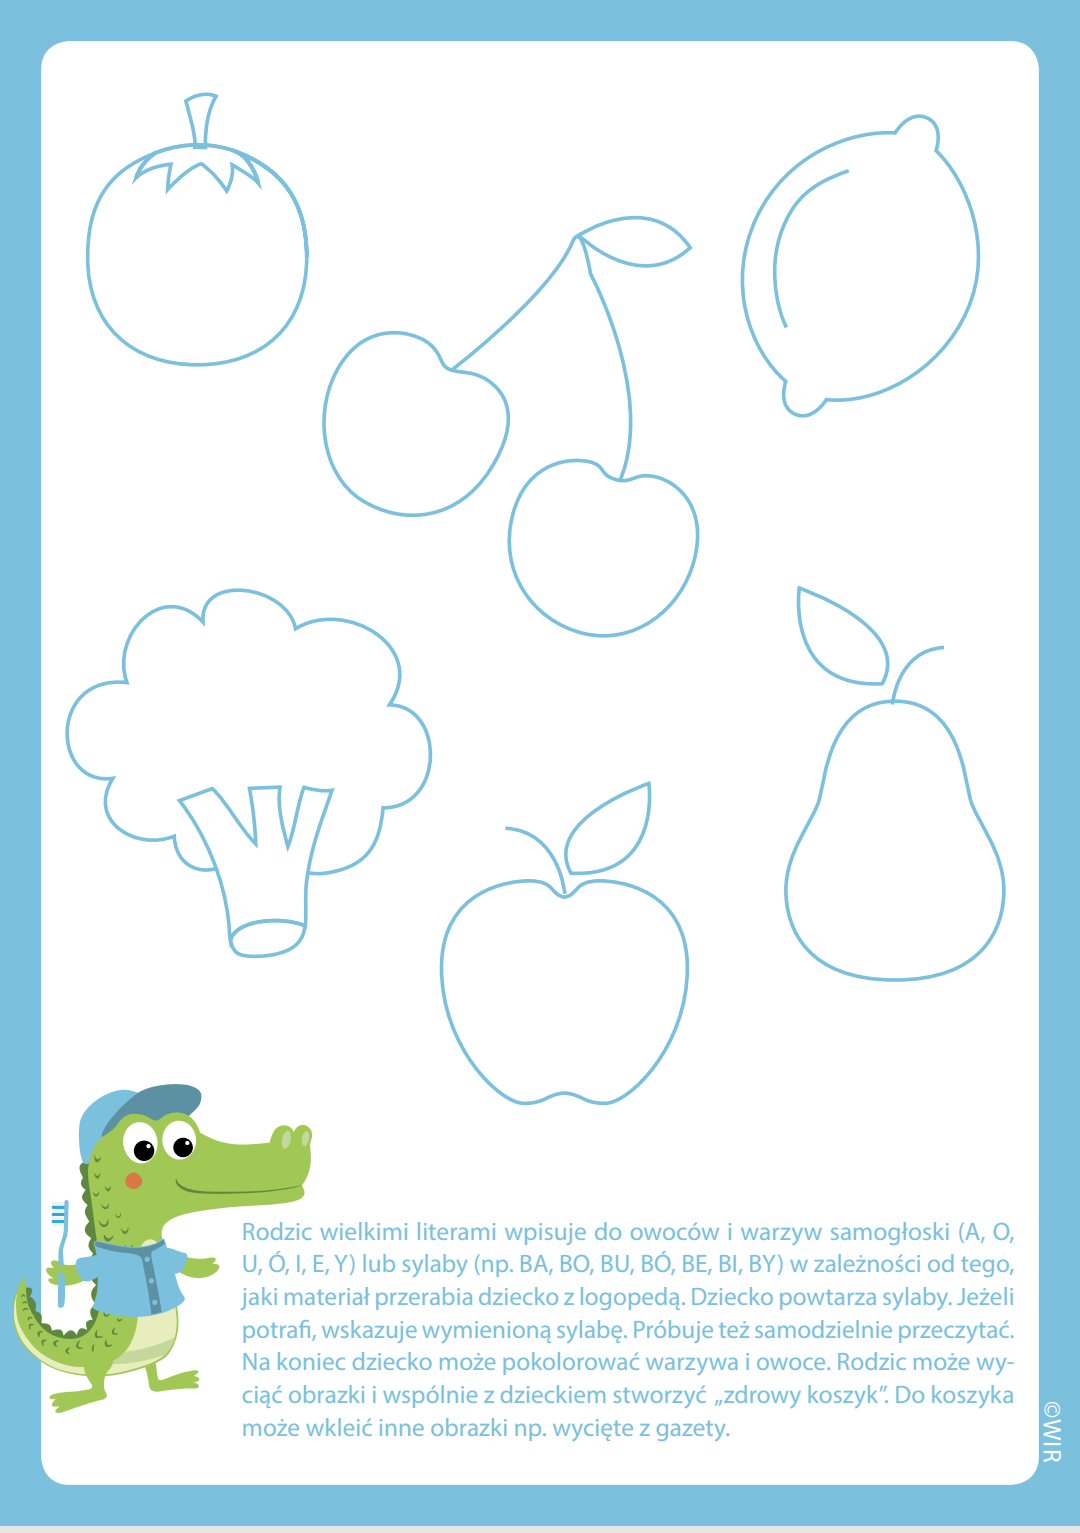 Rodzic wielkimi literami wpisuje do owoców i warzyw samogłoski (A, O,
U, Ó, I, E, Y) lub sylaby (np. BA, BO, BU, BÓ, BE, BI, BY) w zależności od tego,
jaki materiał przerabia dziecko z logopedą. Dziecko powtarza sylaby. Jeżeli
potrafi, wskazuje wymienioną sylabę. Próbuje też samodzielnie przeczytać.
Na koniec dziecko może pokolorować warzywa i owoce. Rodzic może wy-
ciąć obrazki i wspólnie z dzieckiem stworzyć „zdrowy koszyk”. Do koszyka
może wkleić inne obrazki np. wycięte z gazety.
©WIR